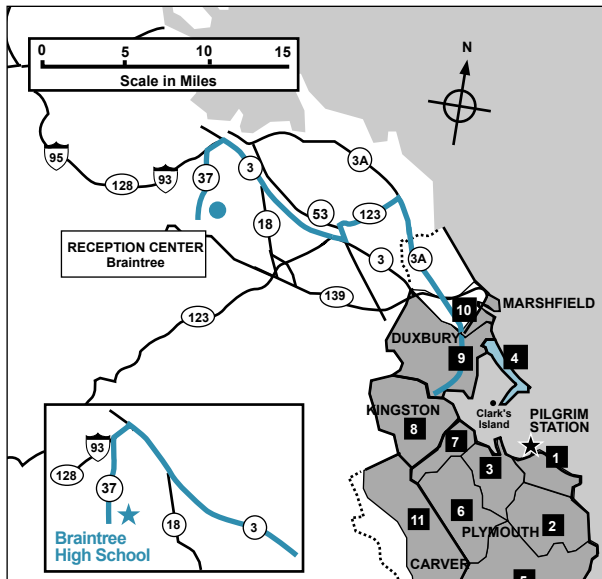 0 5 10 15
Scale in Miles
N
3A
95
128
93
37
3
53
123
18
RECEPTION CENTER
Braintree
3
3A
139
MARSHFIELD
10
123
DUXBURY
9
4
Clark's
Island
KINGSTON
8
PILGRIM
STATION
7
1
3
93
128
37
6
11
2
PLYMOUTH
18
3
Braintree
High School
CARVER
5